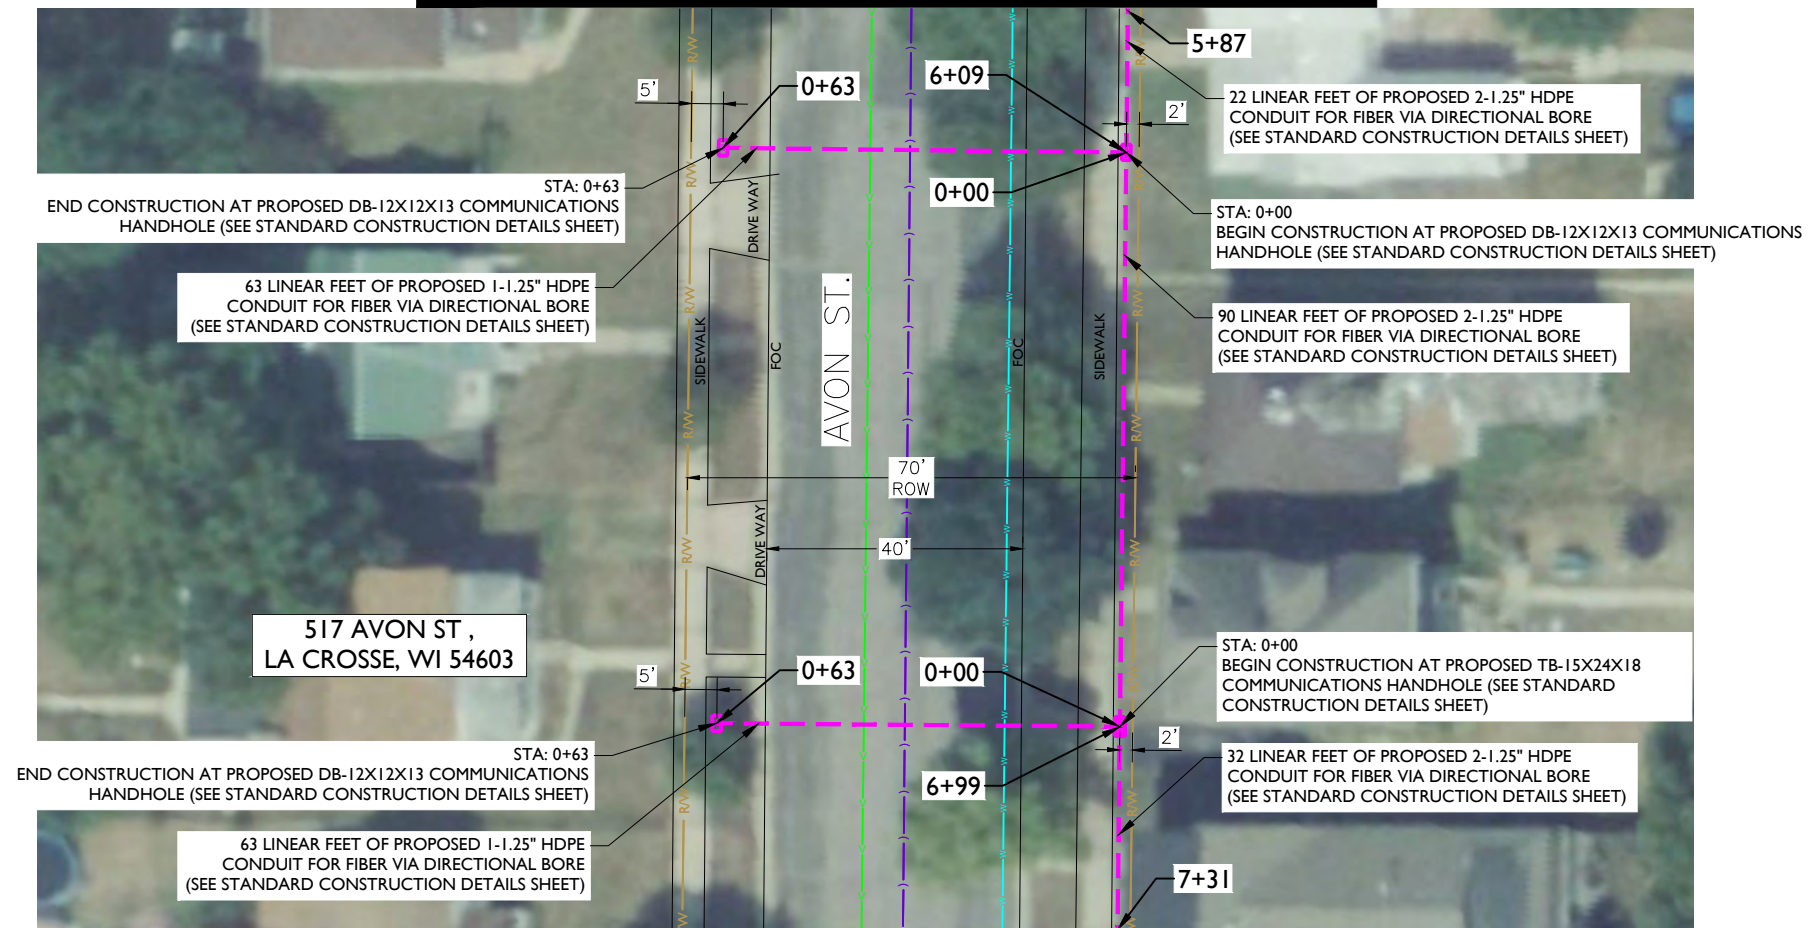 5+87
5'
0+63
6+09
22 LINEAR FEET OF PROPOSED 2-1.25" HDPE
CONDUIT FOR FIBER VIA DIRECTIONAL BORE
(SEE STANDARD CONSTRUCTION DETAILS SHEET)
2'
0+00
STA: 0+63
END CONSTRUCTION AT PROPOSED DB-12X12X13 COMMUNICATIONS
HANDHOLE (SEE STANDARD CONSTRUCTION DETAILS SHEET)
STA: 0+00
BEGIN CONSTRUCTION AT PROPOSED DB-12X12X13 COMMUNICATIONS
HANDHOLE (SEE STANDARD CONSTRUCTION DETAILS SHEET)
DRIVE WAY
63 LINEAR FEET OF PROPOSED 1-1.25" HDPE
CONDUIT FOR FIBER VIA DIRECTIONAL BORE
(SEE STANDARD CONSTRUCTION DETAILS SHEET)
90 LINEAR FEET OF PROPOSED 2-1.25" HDPE
CONDUIT FOR FIBER VIA DIRECTIONAL BORE
(SEE STANDARD CONSTRUCTION DETAILS SHEET)
SIDEWALK
FOC
AVON ST.
FOC
SIDEWALK
70'
ROW
DRIVE WAY
40'
517 AVON ST ,
LA CROSSE, WI 54603
5'
0+63
0+00
STA: 0+00
BEGIN CONSTRUCTION AT PROPOSED TB-15X24X18
COMMUNICATIONS HANDHOLE (SEE STANDARD
CONSTRUCTION DETAILS SHEET)
2'
STA: 0+63
END CONSTRUCTION AT PROPOSED DB-12X12X13 COMMUNICATIONS
HANDHOLE (SEE STANDARD CONSTRUCTION DETAILS SHEET)
6+99
32 LINEAR FEET OF PROPOSED 2-1.25" HDPE
CONDUIT FOR FIBER VIA DIRECTIONAL BORE
(SEE STANDARD CONSTRUCTION DETAILS SHEET)
63 LINEAR FEET OF PROPOSED 1-1.25" HDPE
CONDUIT FOR FIBER VIA DIRECTIONAL BORE
(SEE STANDARD CONSTRUCTION DETAILS SHEET)
7+31
R/W
R/W
R/W
R/W
R/W
R/W
R/W
R/W
R/W
R/W
R/W
R/W
R/W
R/W